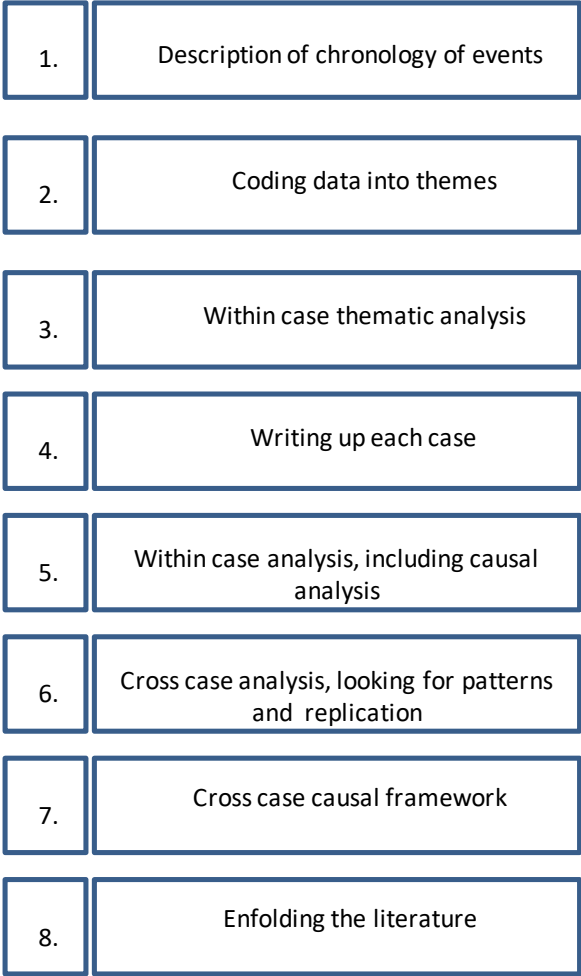 1.
Description of chronology of events
2.
Coding data into themes
3.
Within case thematic analysis
4.
Writing up each case
5.
Within case analysis, including causal
analysis
6.
Cross case analysis, looking for patterns
and replication
7.
Cross case causal framework
8.
Enfolding the literature